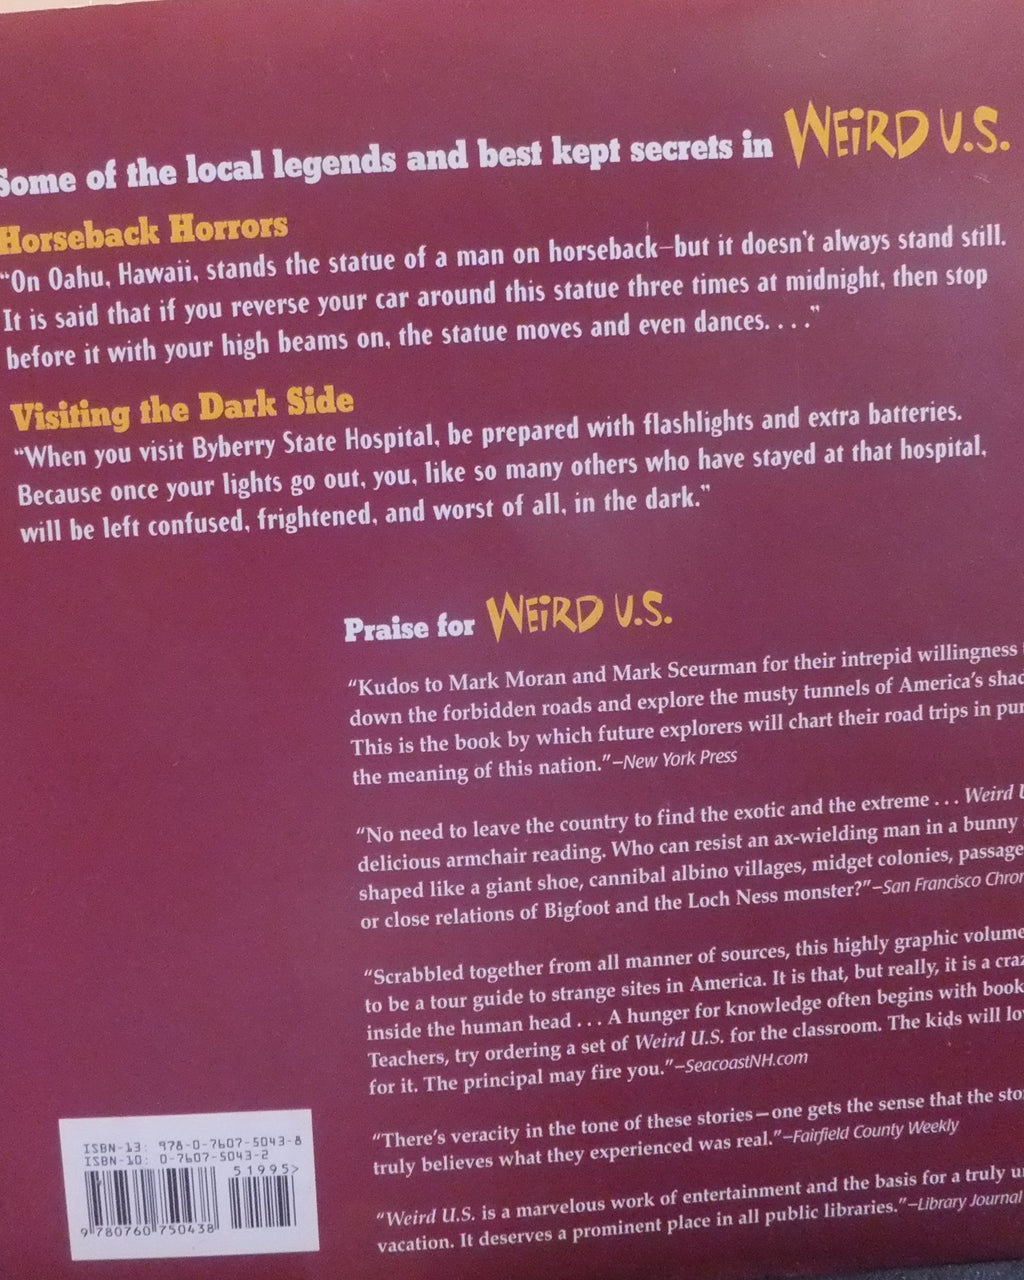 Some of the local legends and best kept secrets in WEiRD U.S.
Horseback Horrors
"On Oahu, Hawaii, stands the statue of a man on horseback—but it doesn't always stand still.
It is said that if you reverse your car around this statue three times at midnight, then stop
before it with your high beams on, the statue moves and even dances. . . ."
Visiting the Dark Side
"When you visit Byberry State Hospital, be prepared with flashlights and extra batteries.
Because once your lights go out, you, like so many others who have stayed at that hospital,
will be left confused, frightened, and worst of all, in the dark."
Praise for WEiRD U.S.
"Kudos to Mark Moran and Mark Sceurman for their intrepid willingness
down the forbidden roads and explore the musty tunnels of America's shad
This is the book by which future explorers will chart their road trips in pur
the meaning of this nation."—New York Press
"No need to leave the country to find the exotic and the extreme . . . Weird U
delicious armchair reading. Who can resist an ax-wielding man in a bunny
shaped like a giant shoe, cannibal albino villages, midget colonies, passage
or close relations of Bigfoot and the Loch Ness monster?"—San Francisco Chron
"Scrabbled together from all manner of sources, this highly graphic volume
to be a tour guide to strange sites in America. It is that, but really, it is a craz
inside the human head . . . A hunger for knowledge often begins with book
Teachers, try ordering a set of Weird U.S. for the classroom. The kids will lo
for it. The principal may fire you."—SeacoastNH.com
"There's veracity in the tone of these stories—one gets the sense that the sto
truly believes what they experienced was real."—Fairfield County Weekly
"Weird U.S. is a marvelous work of entertainment and the basis for a truly u
vacation. It deserves a prominent place in all public libraries."—Library Journal
ISBN-13: 978-0-7607-5043-8
ISBN-10: 0-7607-5043-2
51995>
9 780760 750438